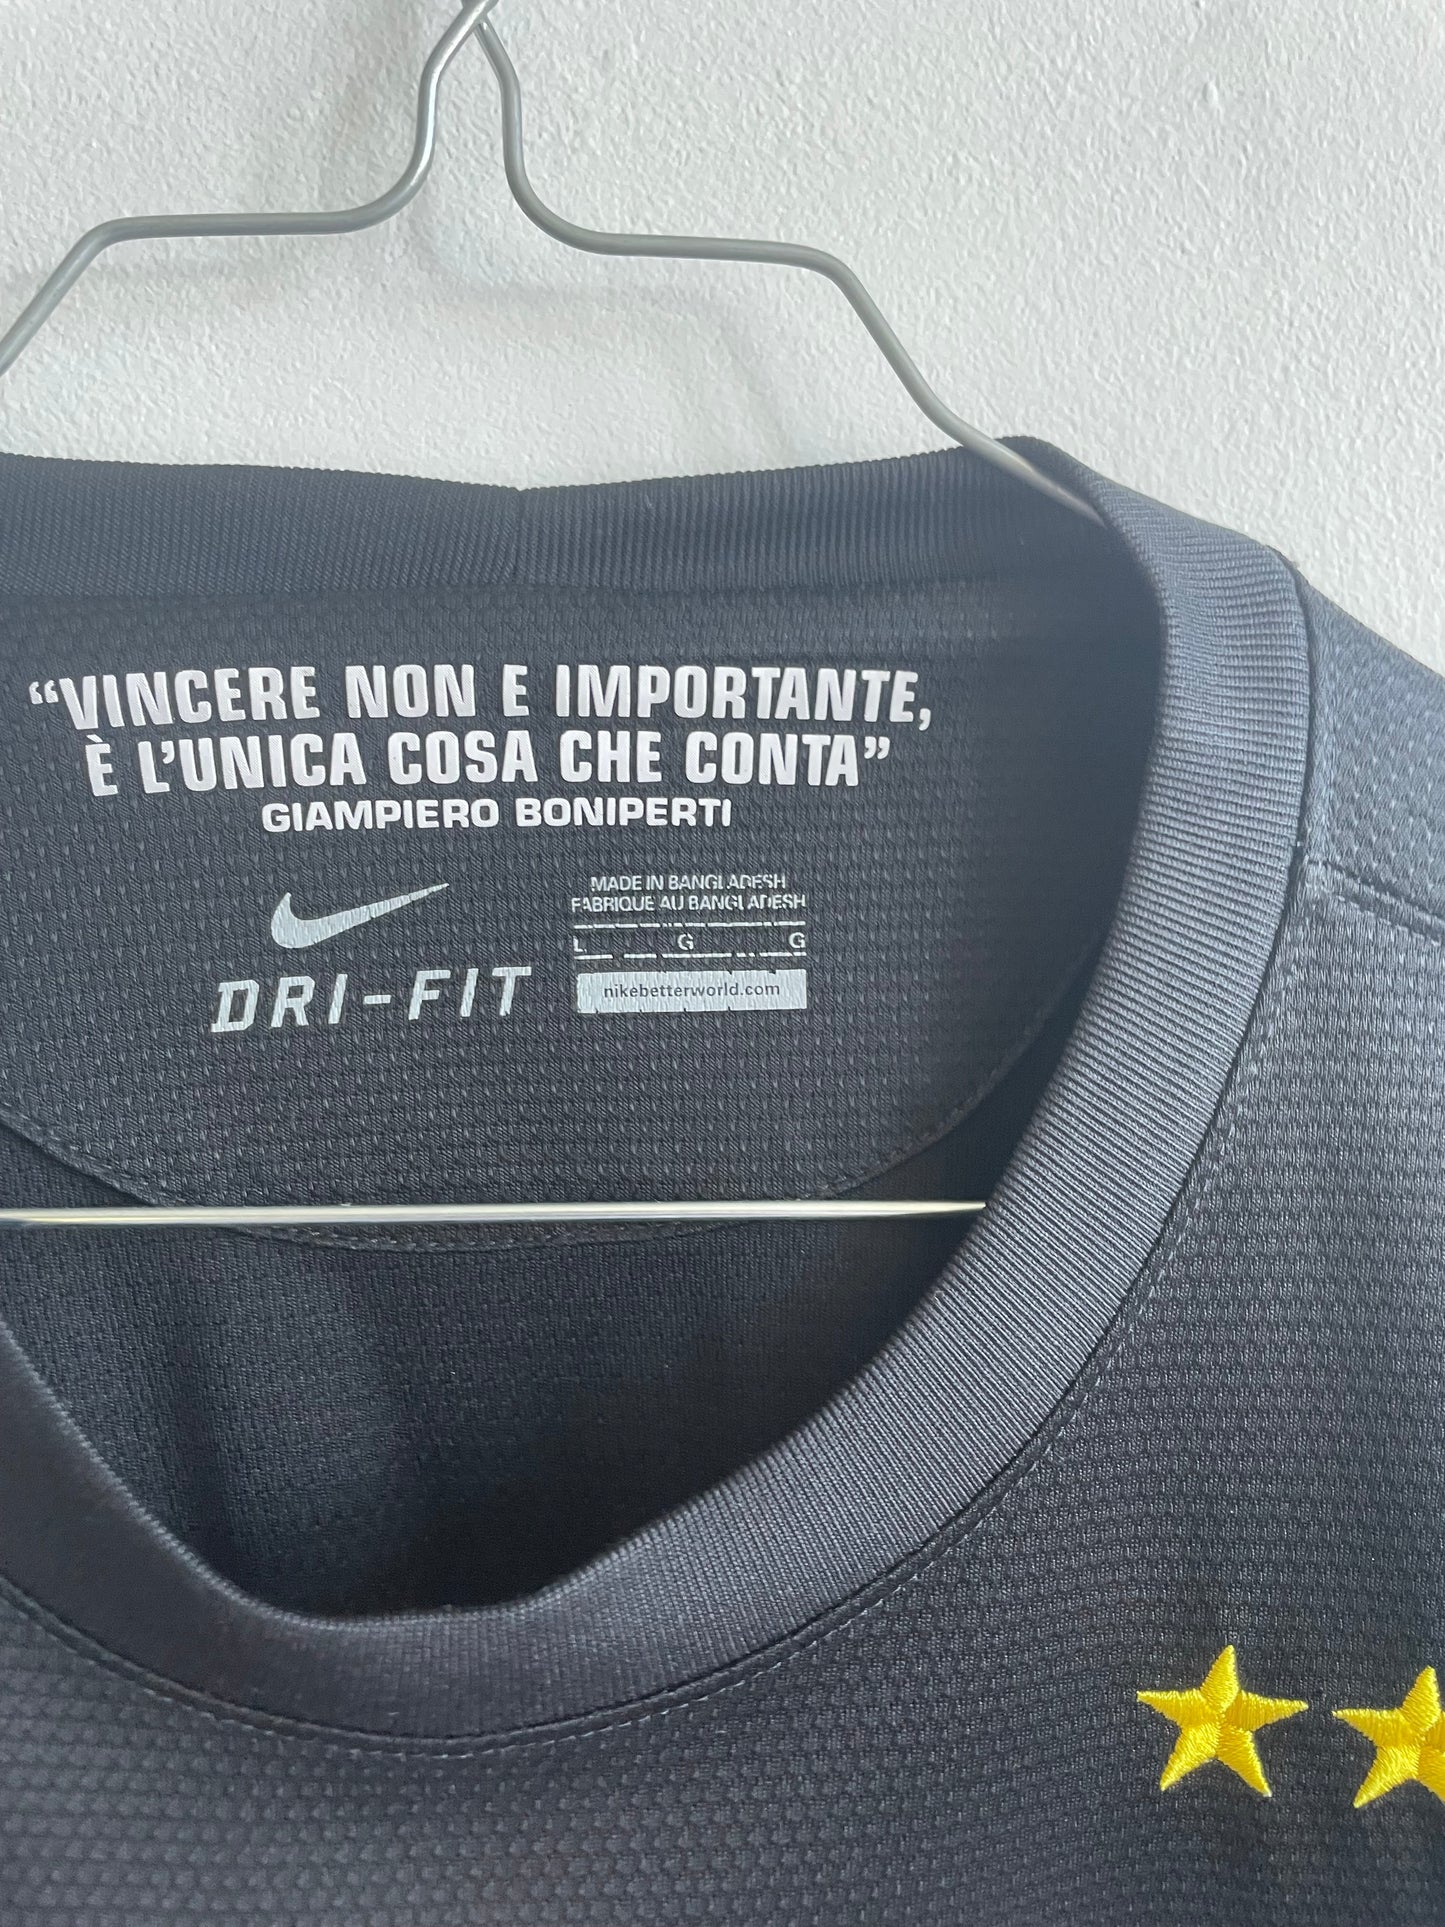 “VINCERE NON E IMPORTANTE,
È L’UNICA COSA CHE CONTA”
GIAMPIERO BONIPERTI
MADE IN BANGLADESH
FABRIQUE AU BANGLADESH
L G G
DRI-FIT
nikebetterworld.com